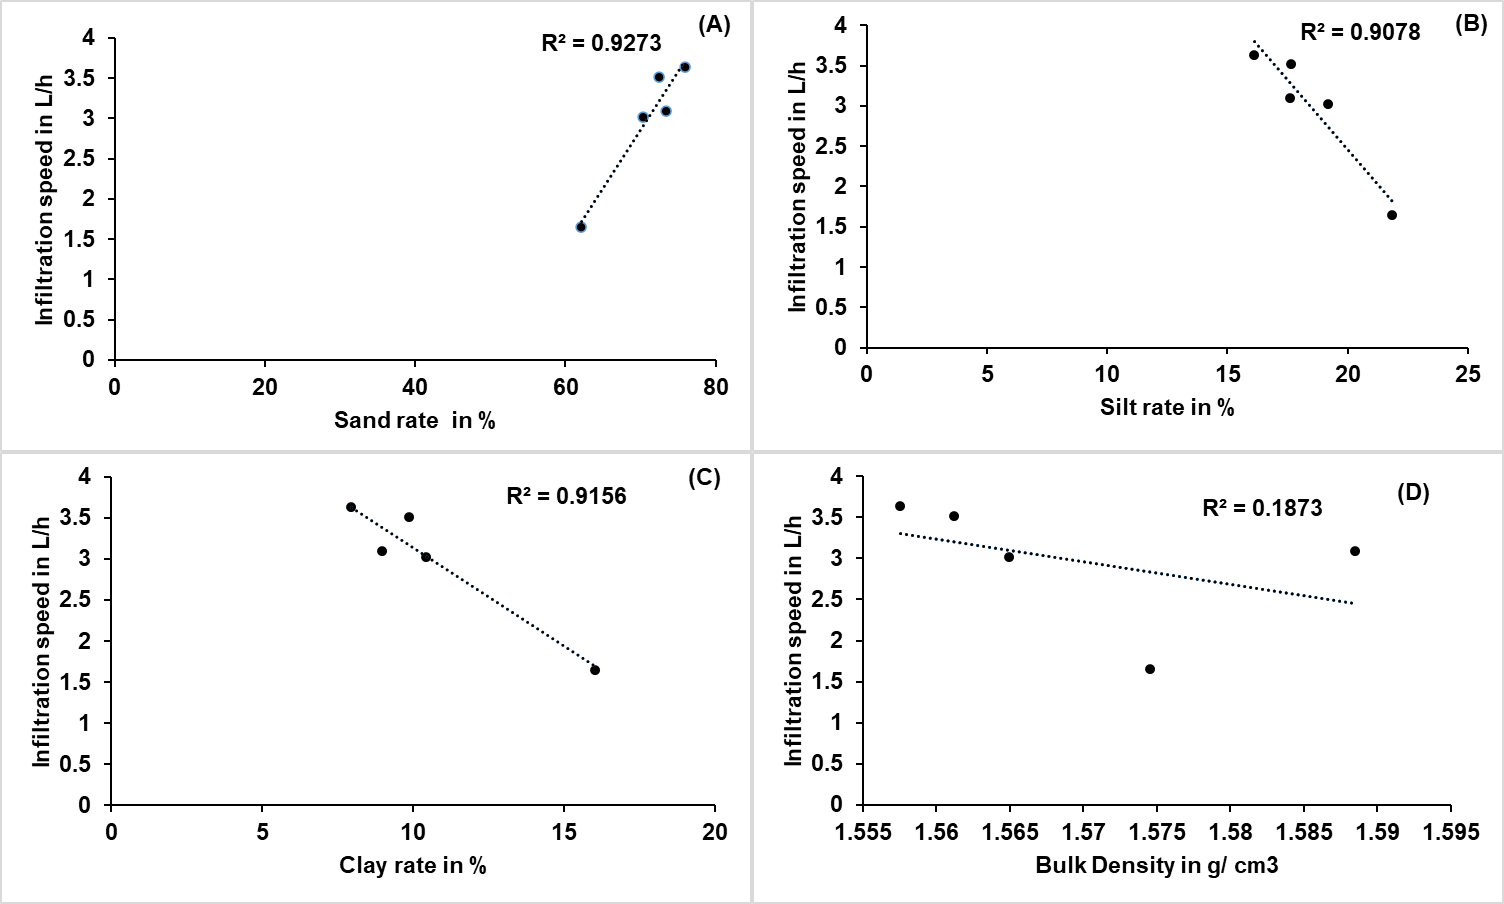 (A)
R² = 0.9273
Infiltration speed in L/h
4
3.5
3
2.5
2
1.5
1
0.5
0
0 20 40 60 80
Sand rate in %
(B)
R² = 0.9078
Infiltration speed in L/h
4
3.5
3
2.5
2
1.5
1
0.5
0
0 5 10 15 20 25
Silt rate in %
(C)
R² = 0.9156
Infiltration speed in L/h
4
3.5
3
2.5
2
1.5
1
0.5
0
0 5 10 15 20
Clay rate in %
(D)
R² = 0.1873
Infiltration speed in L/h
4
3.5
3
2.5
2
1.5
1
0.5
0
1.555 1.56 1.565 1.57 1.575 1.58 1.585 1.59 1.595
Bulk Density in g/ cm3